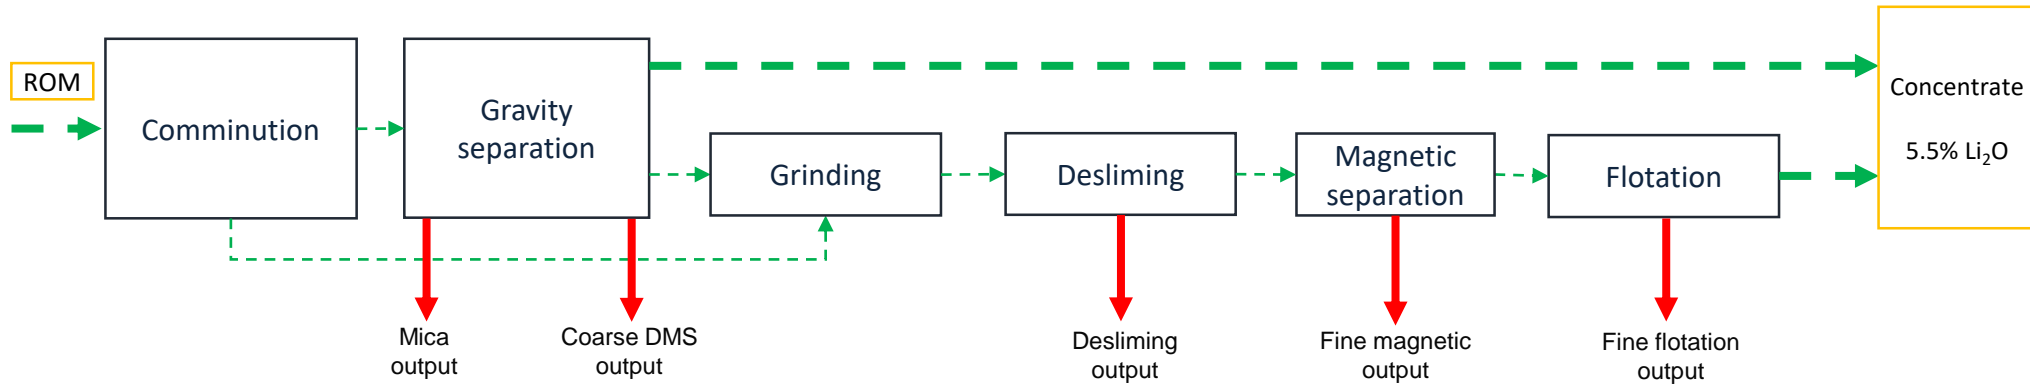 ROM
Comminution
Gravity
separation
Grinding
Desliming
Magnetic
separation
Flotation
Concentrate
5.5% Li₂O
Mica
output
Coarse DMS
output
Desliming
output
Fine magnetic
output
Fine flotation
output